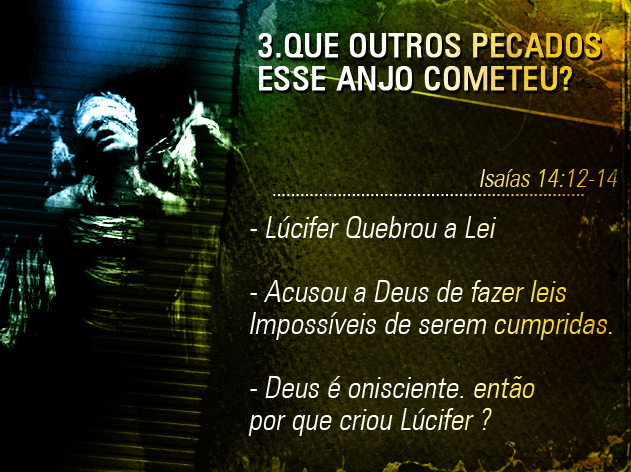 3.QUE OUTROS PECADOS
ESSE ANJO COMETEU?
Isaías 14:12-14
- Lúcifer Quebrou a Lei
- Acusou a Deus de fazer leis
Impossíveis de serem cumpridas.
- Deus é onisciente. então
por que criou Lúcifer ?